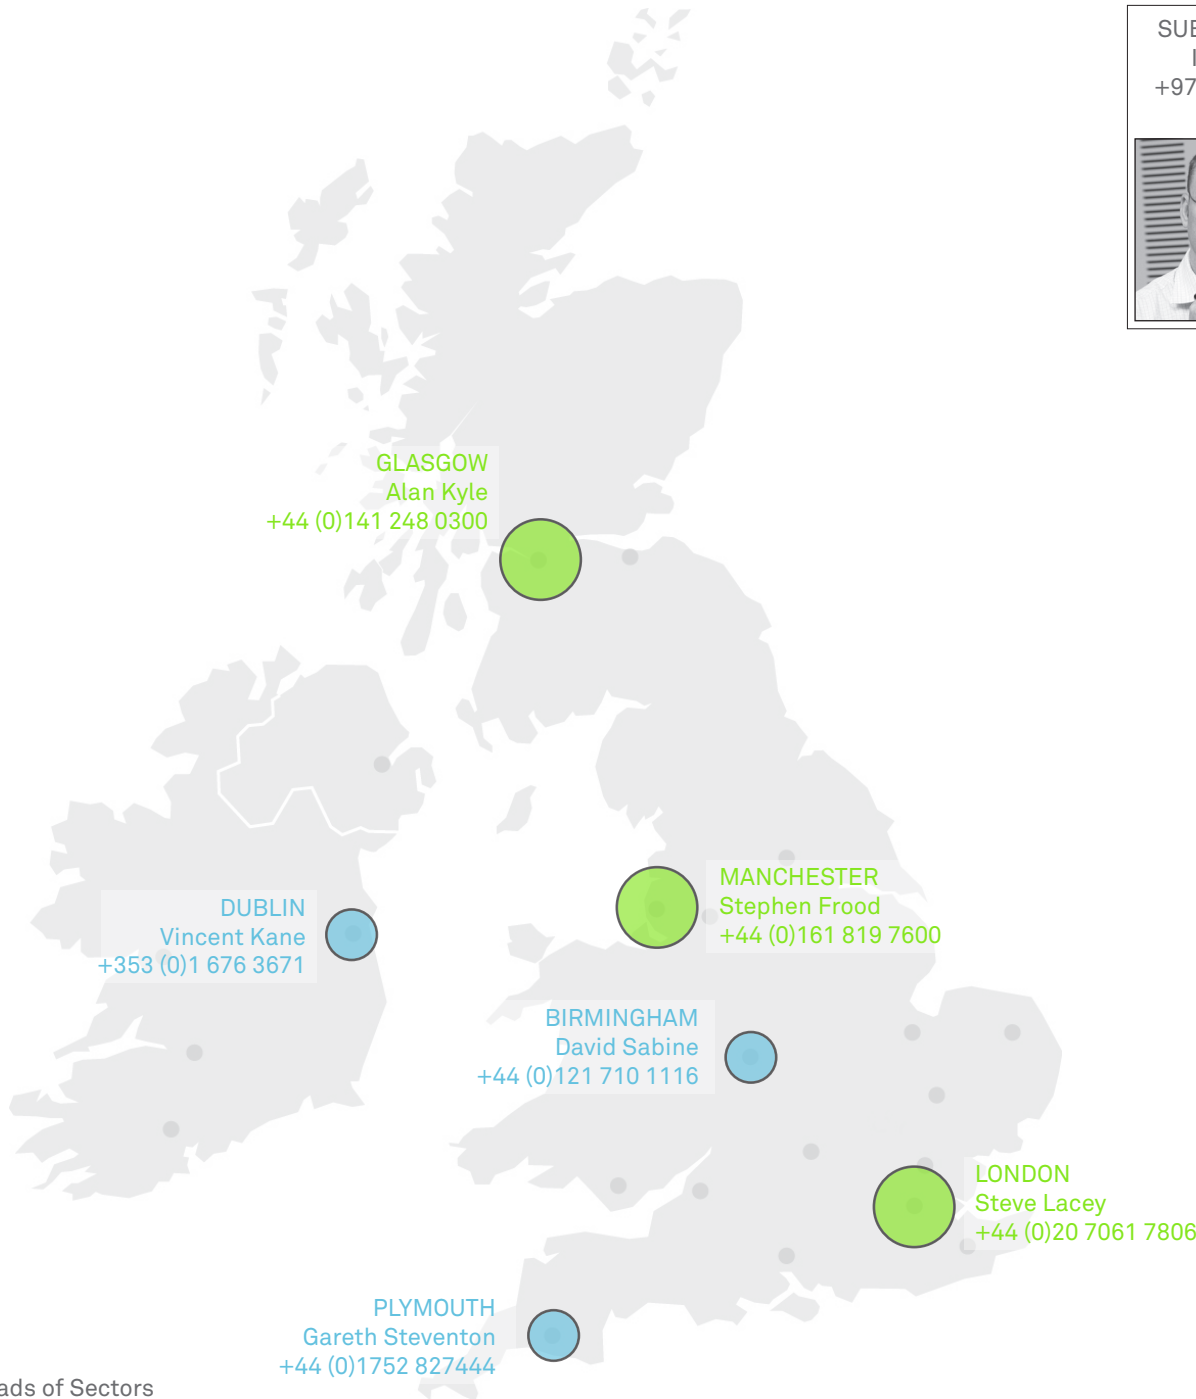 SUB
+97
GLASGOW
Alan Kyle
+44 (0)141 248 0300
MANCHESTER
Stephen Frood
+44 (0)161 819 7600
DUBLIN
Vincent Kane
+353 (0)1 676 3671
BIRMINGHAM
David Sabine
+44 (0)121 710 1116
LONDON
Steve Lacey
+44 (0)20 7061 7806
PLYMOUTH
Gareth Steventon
+44 (0)1752 827444
ads of Sectors